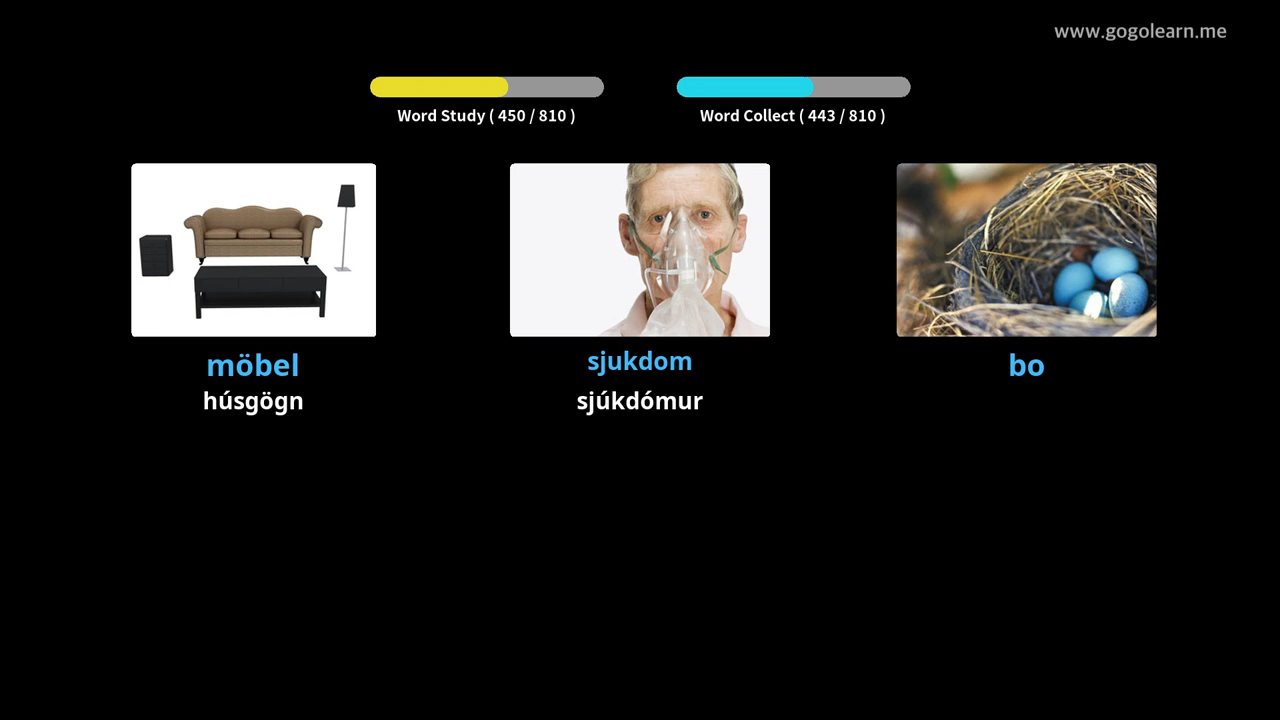 www.gogolearn.me
Word Study ( 450 / 810 )
Word Collect ( 443 / 810 )
möbel
húsgögn
sjukdom
sjúkdómur
bo